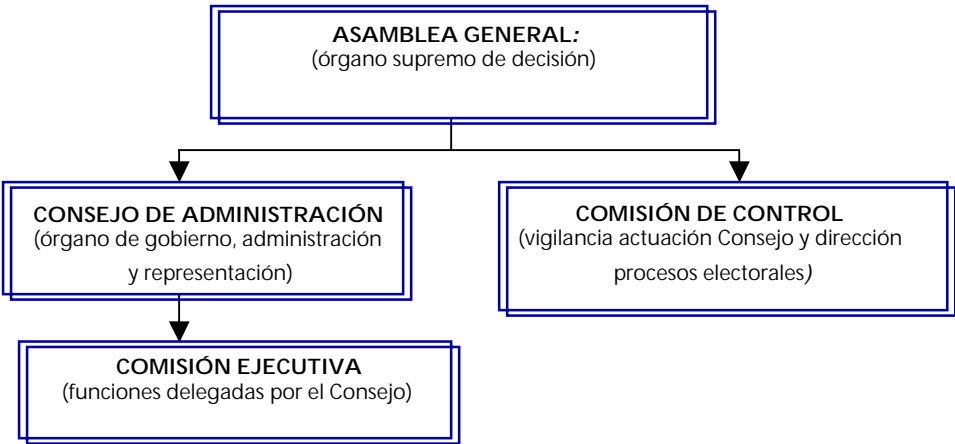 ASAMBLEA GENERAL:
(órgano supremo de decisión)
CONSEJO DE ADMINISTRACIÓN
(órgano de gobierno, administración
y representación)
COMISIÓN DE CONTROL
(vigilancia actuación Consejo y dirección
procesos electorales)
COMISIÓN EJECUTIVA
(funciones delegadas por el Consejo)